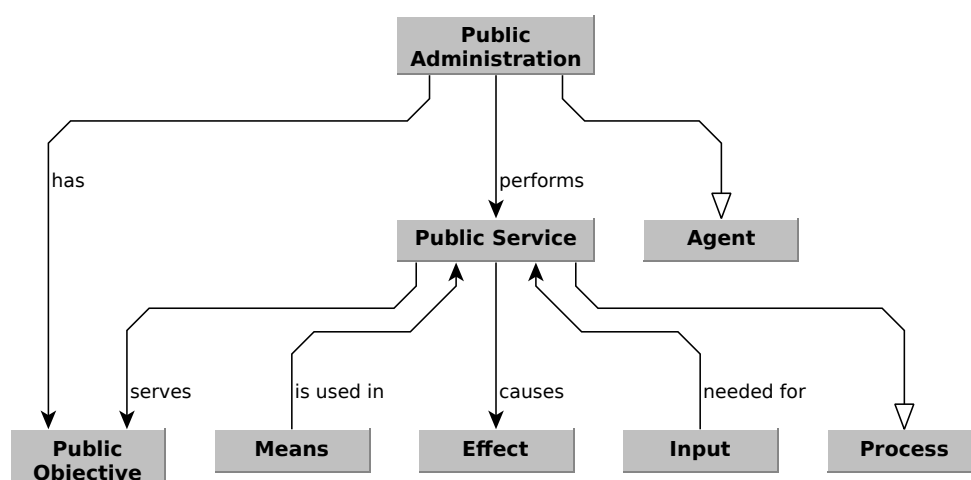 Public
Administration
has
performs
Public Service
Agent
serves
is used in
causes
needed for
Public
Objective
Means
Effect
Input
Process